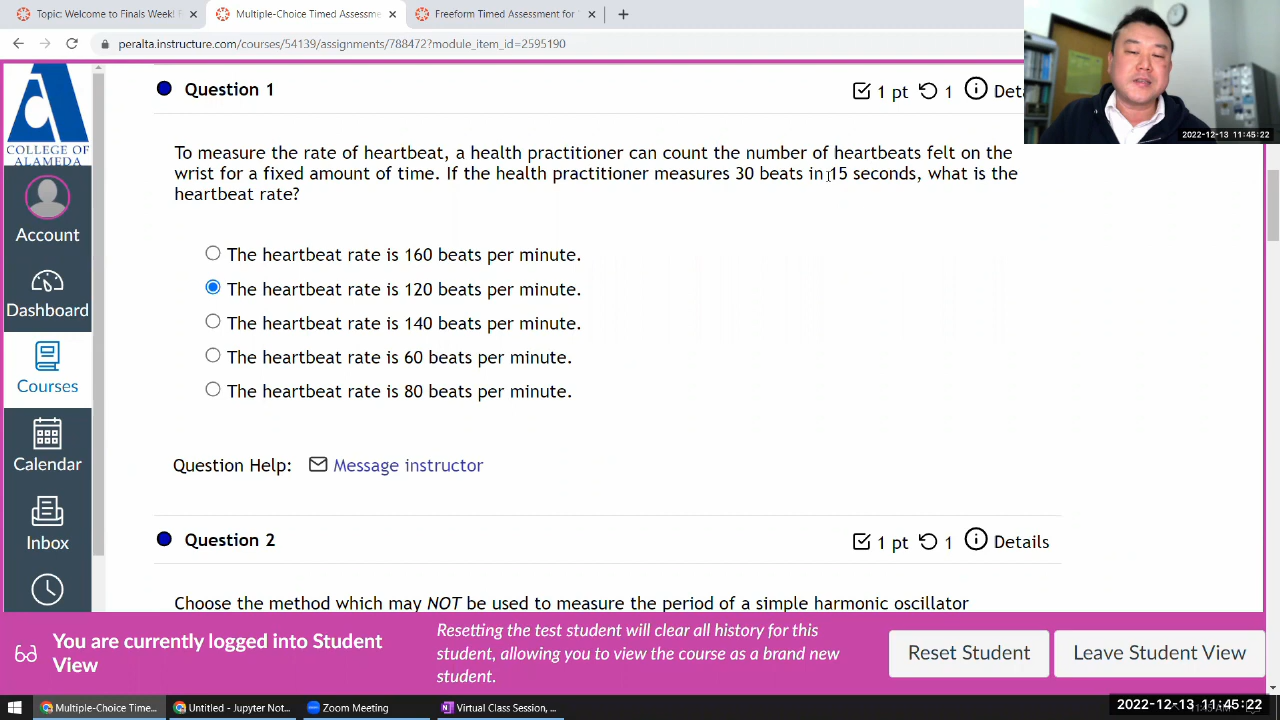 Topic: Welcome to Finals Week!
Multiple-Choice Timed Assessme
Freeform Timed Assessment for
peralta.instructure.com/courses/54139/assignments/788472?module_item_id=2595190
2022-12-13 11:45:22
COLLEGE OF
ALAMEDA
Account
Dashboard
Courses
Calendar
Inbox
Question 1
1 pt
1
Deta
To measure the rate of heartbeat, a health practitioner can count the number of heartbeats felt on the
wrist for a fixed amount of time. If the health practitioner measures 30 beats in 15 seconds, what is the
heartbeat rate?
The heartbeat rate is 160 beats per minute.
The heartbeat rate is 120 beats per minute.
The heartbeat rate is 140 beats per minute.
The heartbeat rate is 60 beats per minute.
The heartbeat rate is 80 beats per minute.
Question Help:
Message instructor
Question 2
1 pt
1
Details
Choose the method which may NOT be used to measure the period of a simple harmonic oscillator
You are currently logged into Student
View
Resetting the test student will clear all history for this
student, allowing you to view the course as a brand new
student.
Reset Student
Leave Student View
Multiple-Choice Time...
Untitled - Jupyter Not...
Zoom Meeting
Virtual Class Session, ...
2022-12-13 11:45:22